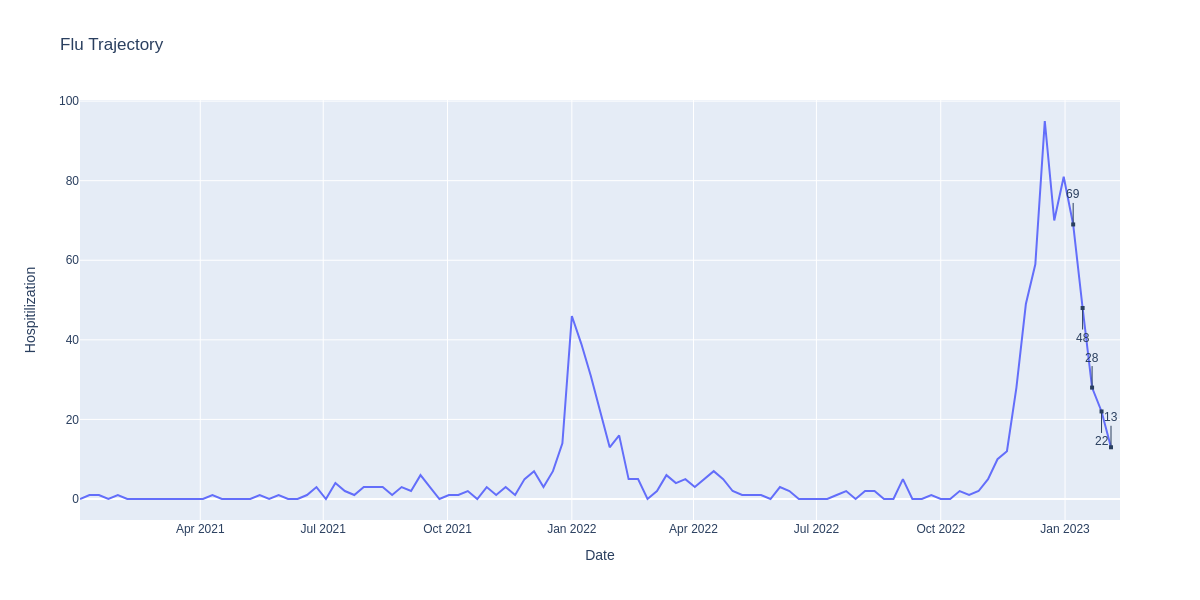 Flu Trajectory
Hospitilization
100
80
60
40
20
0
69
48
28
22
13
Apr 2021
Jul 2021
Oct 2021
Jan 2022
Apr 2022
Jul 2022
Oct 2022
Jan 2023
Date